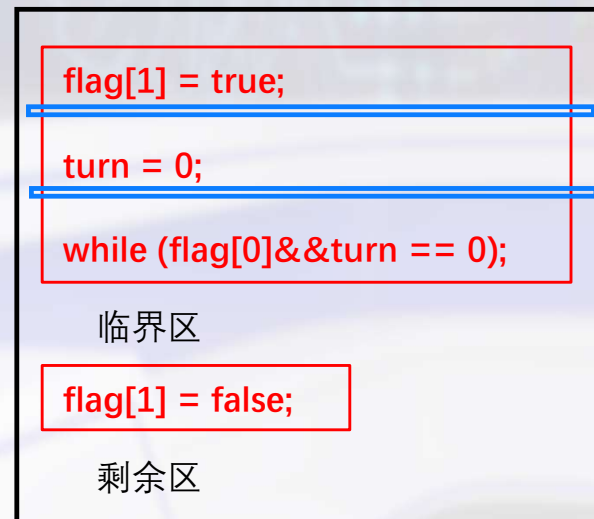 flag[1] = true;
turn = 0;
while (flag[0]&&turn == 0);
临界区
flag[1] = false;
剩余区